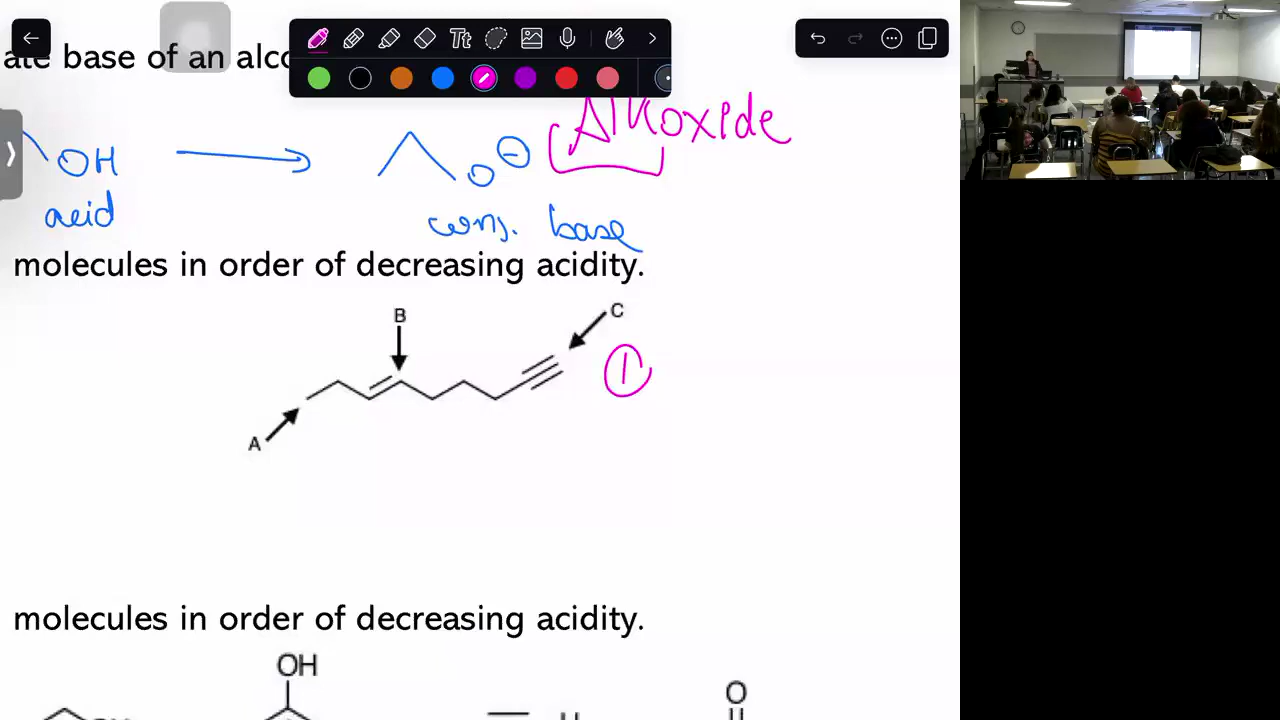 ate base of an alco
Tt
Alkoxide
OH
O
acid
conj. base
molecules in order of decreasing acidity.
B
C
1
A
molecules in order of decreasing acidity.
OH
O